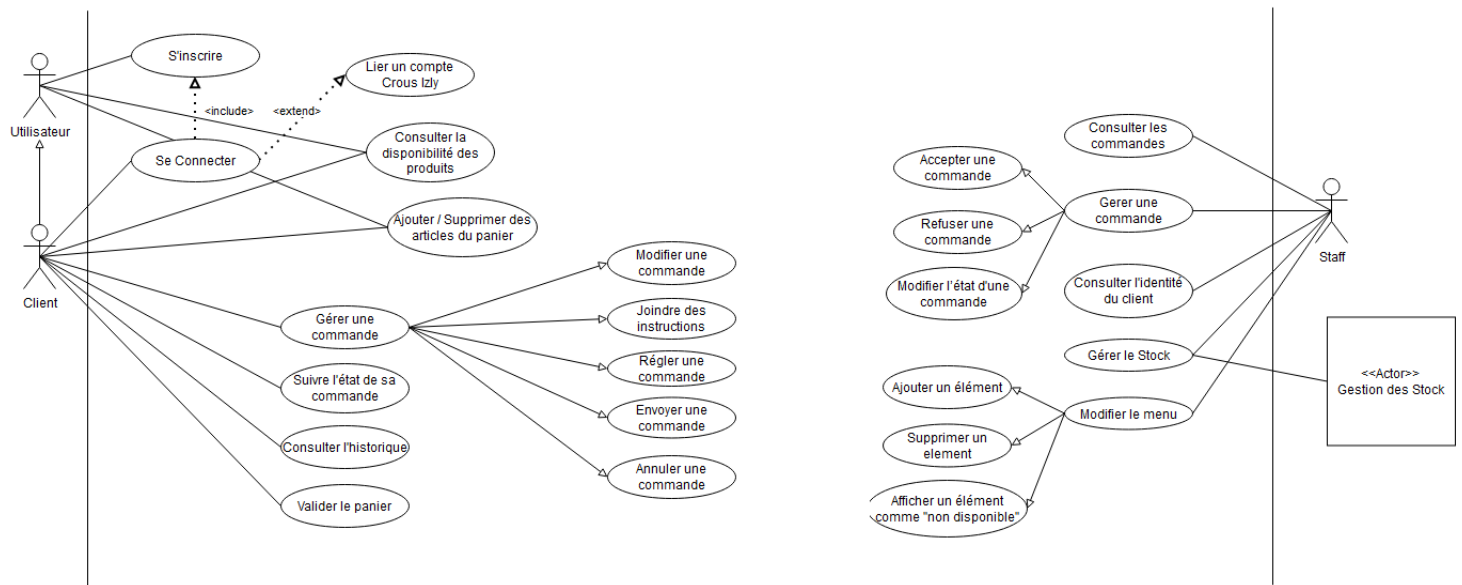 S'inscrire
Lier un compte
Crous Izly
<include>
<extend>
Utilisateur
Se Connecter
Consulter la
disponibilité des
produits
Ajouter / Supprimer des
articles du panier
Client
Gérer une
commande
Modifier une
commande
Joindre des
instructions
Régler une
commande
Envoyer une
commande
Annuler une
commande
Suivre l'état de sa
commande
Consulter l'historique
Valider le panier
Consulter les
commandes
Accepter une
commande
Gerer une
commande
Refuser une
commande
Modifier l'état d'une
commande
Staff
Consulter l'identité
du client
Gérer le Stock
<<Actor>>
Gestion des Stock
Ajouter un élément
Modifier le menu
Supprimer un
element
Afficher un élément
comme "non disponible"